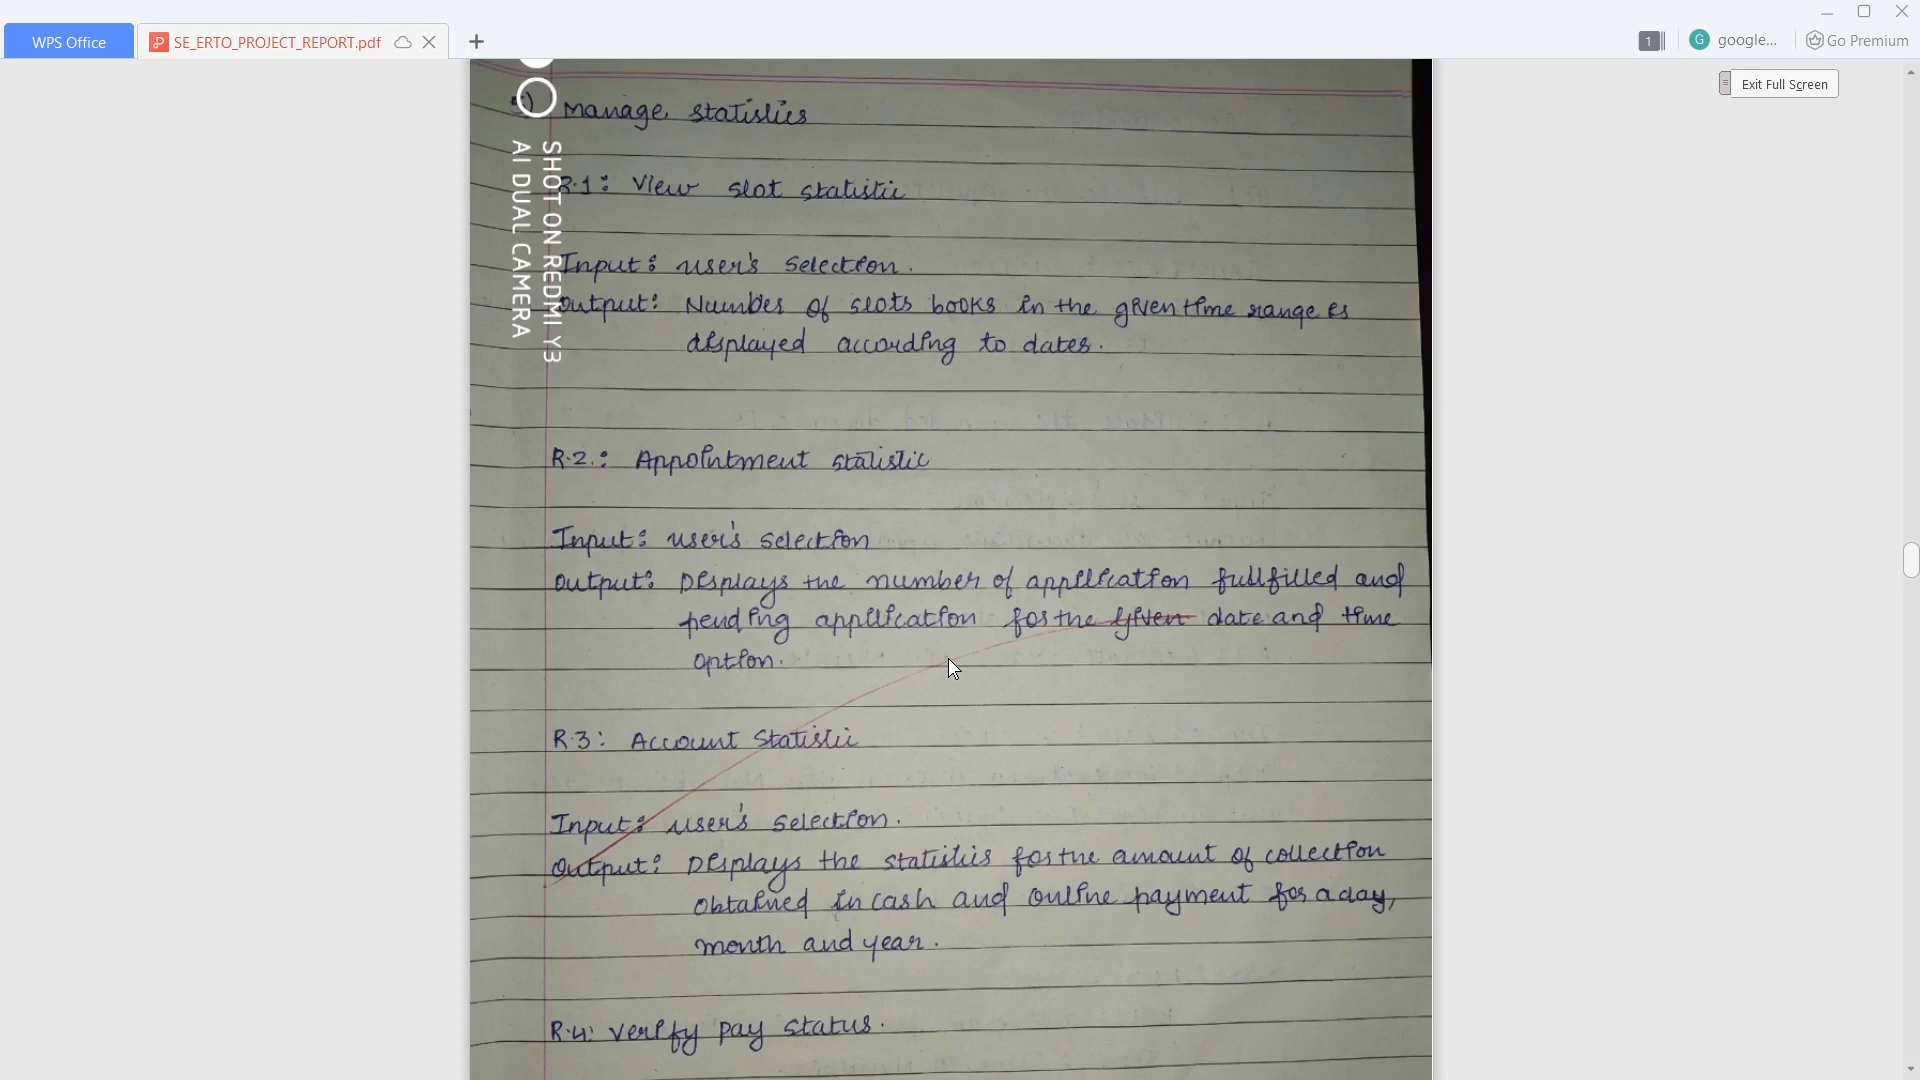 WPS Office
SE_ERTO_PROJECT_REPORT.pdf
1
G
google...
Go Premium
Exit Full Screen
SHOT ON REDMI Y3
AI DUAL CAMERA
Manage statistics
R.1: View slot statistic
Input: user's selection.
Output: Number of slots books in the given time range is
displayed according to dates.
R.2.: Appointment statistic
Input: user's selection
Output: Displays the number of application fullfilled and
pending application for the given date and time
option.
R.3: Account Statistic
Input: user's selection.
Output: Displays the statistics for the amount of collection
obtained in cash and online payment for a day,
month and year.
R.4: Verify pay status.